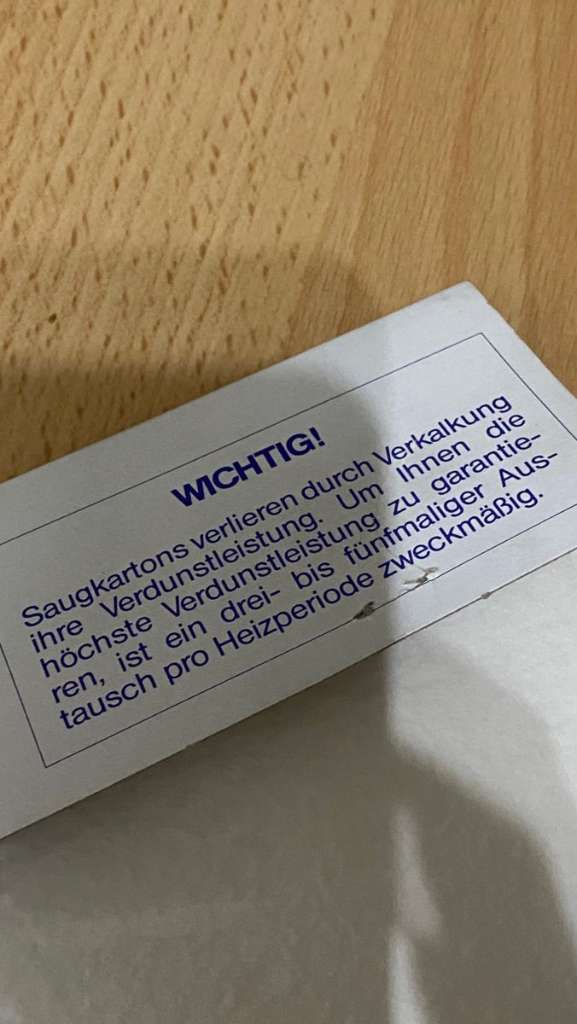 WICHTIG!
Saugkartons verlieren durch Verkalkung
ihre Verdunstleistung. Um Ihnen die
höchste Verdunstleistung zu garantie-
ren, ist ein drei- bis fünfmaliger Aus-
tausch pro Heizperiode zweckmäßig.